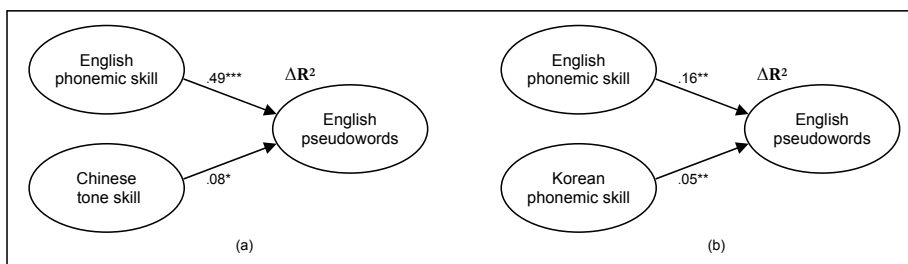 English
phonemic skill
.49***
ΔR²
English
pseudowords
Chinese
tone skill
.08*
(a)
English
phonemic skill
.16**
ΔR²
English
pseudowords
Korean
phonemic skill
.05**
(b)